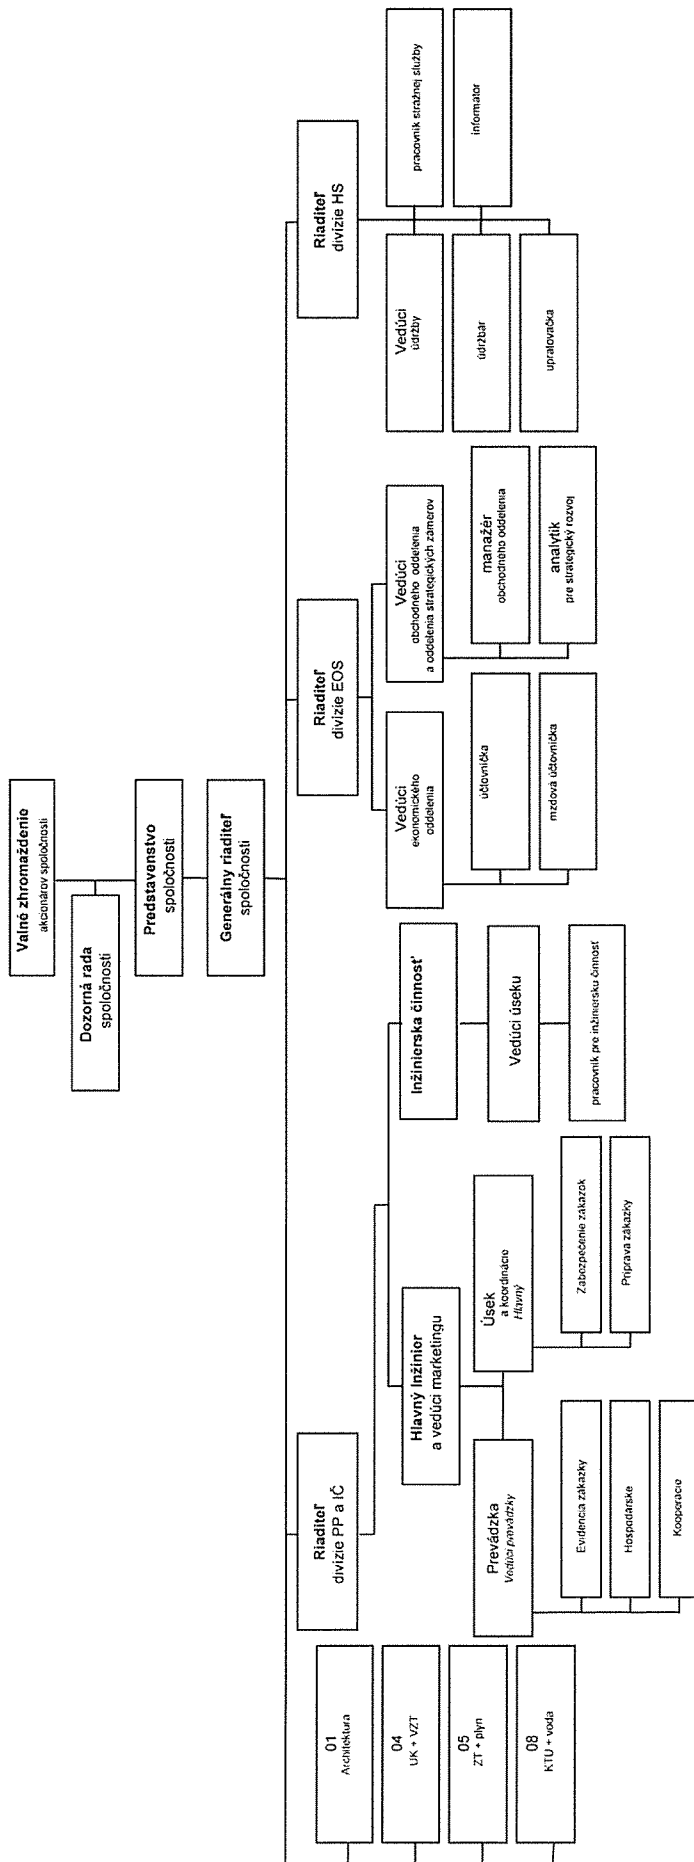 Valné zhromaždenie
akcionárov spoločnosti
Dozorná rada
spoločnosti
Predstavenstvo
spoločnosti
Generálny riaditeľ
spoločnosti
01
Architektura
04
UK + VZT
05
ZT + plyn
08
KTU + voda
Riaditeľ
divízie PP a IČ
Hlavný Inžinier
a vedúci marketingu
Prevádzka
Vedúci prevádzky
Evidencia zákazky
Hospodárske
Kooporácio
Úsek
a koordinácie
Hlavný
Zabezpečenie zákazok
Príprava zákazky
Inžinierska činnosť
Vedúci úseku
pracovník pre inžiniersku činnosť
Riaditeľ
divízie EOS
Vedúci
ekonomického
oddelenia
účtovníčka
mzdová účtovníčka
Vedúci
obchodného oddelenia
a oddelenia strategických zámerov
manažér
obchodného oddelenia
analytik
pre strategický rozvoj
Riaditeľ
divízie HS
Vedúci
údržby
údržbár
upratovačka
pracovník strážnej služby
informátor